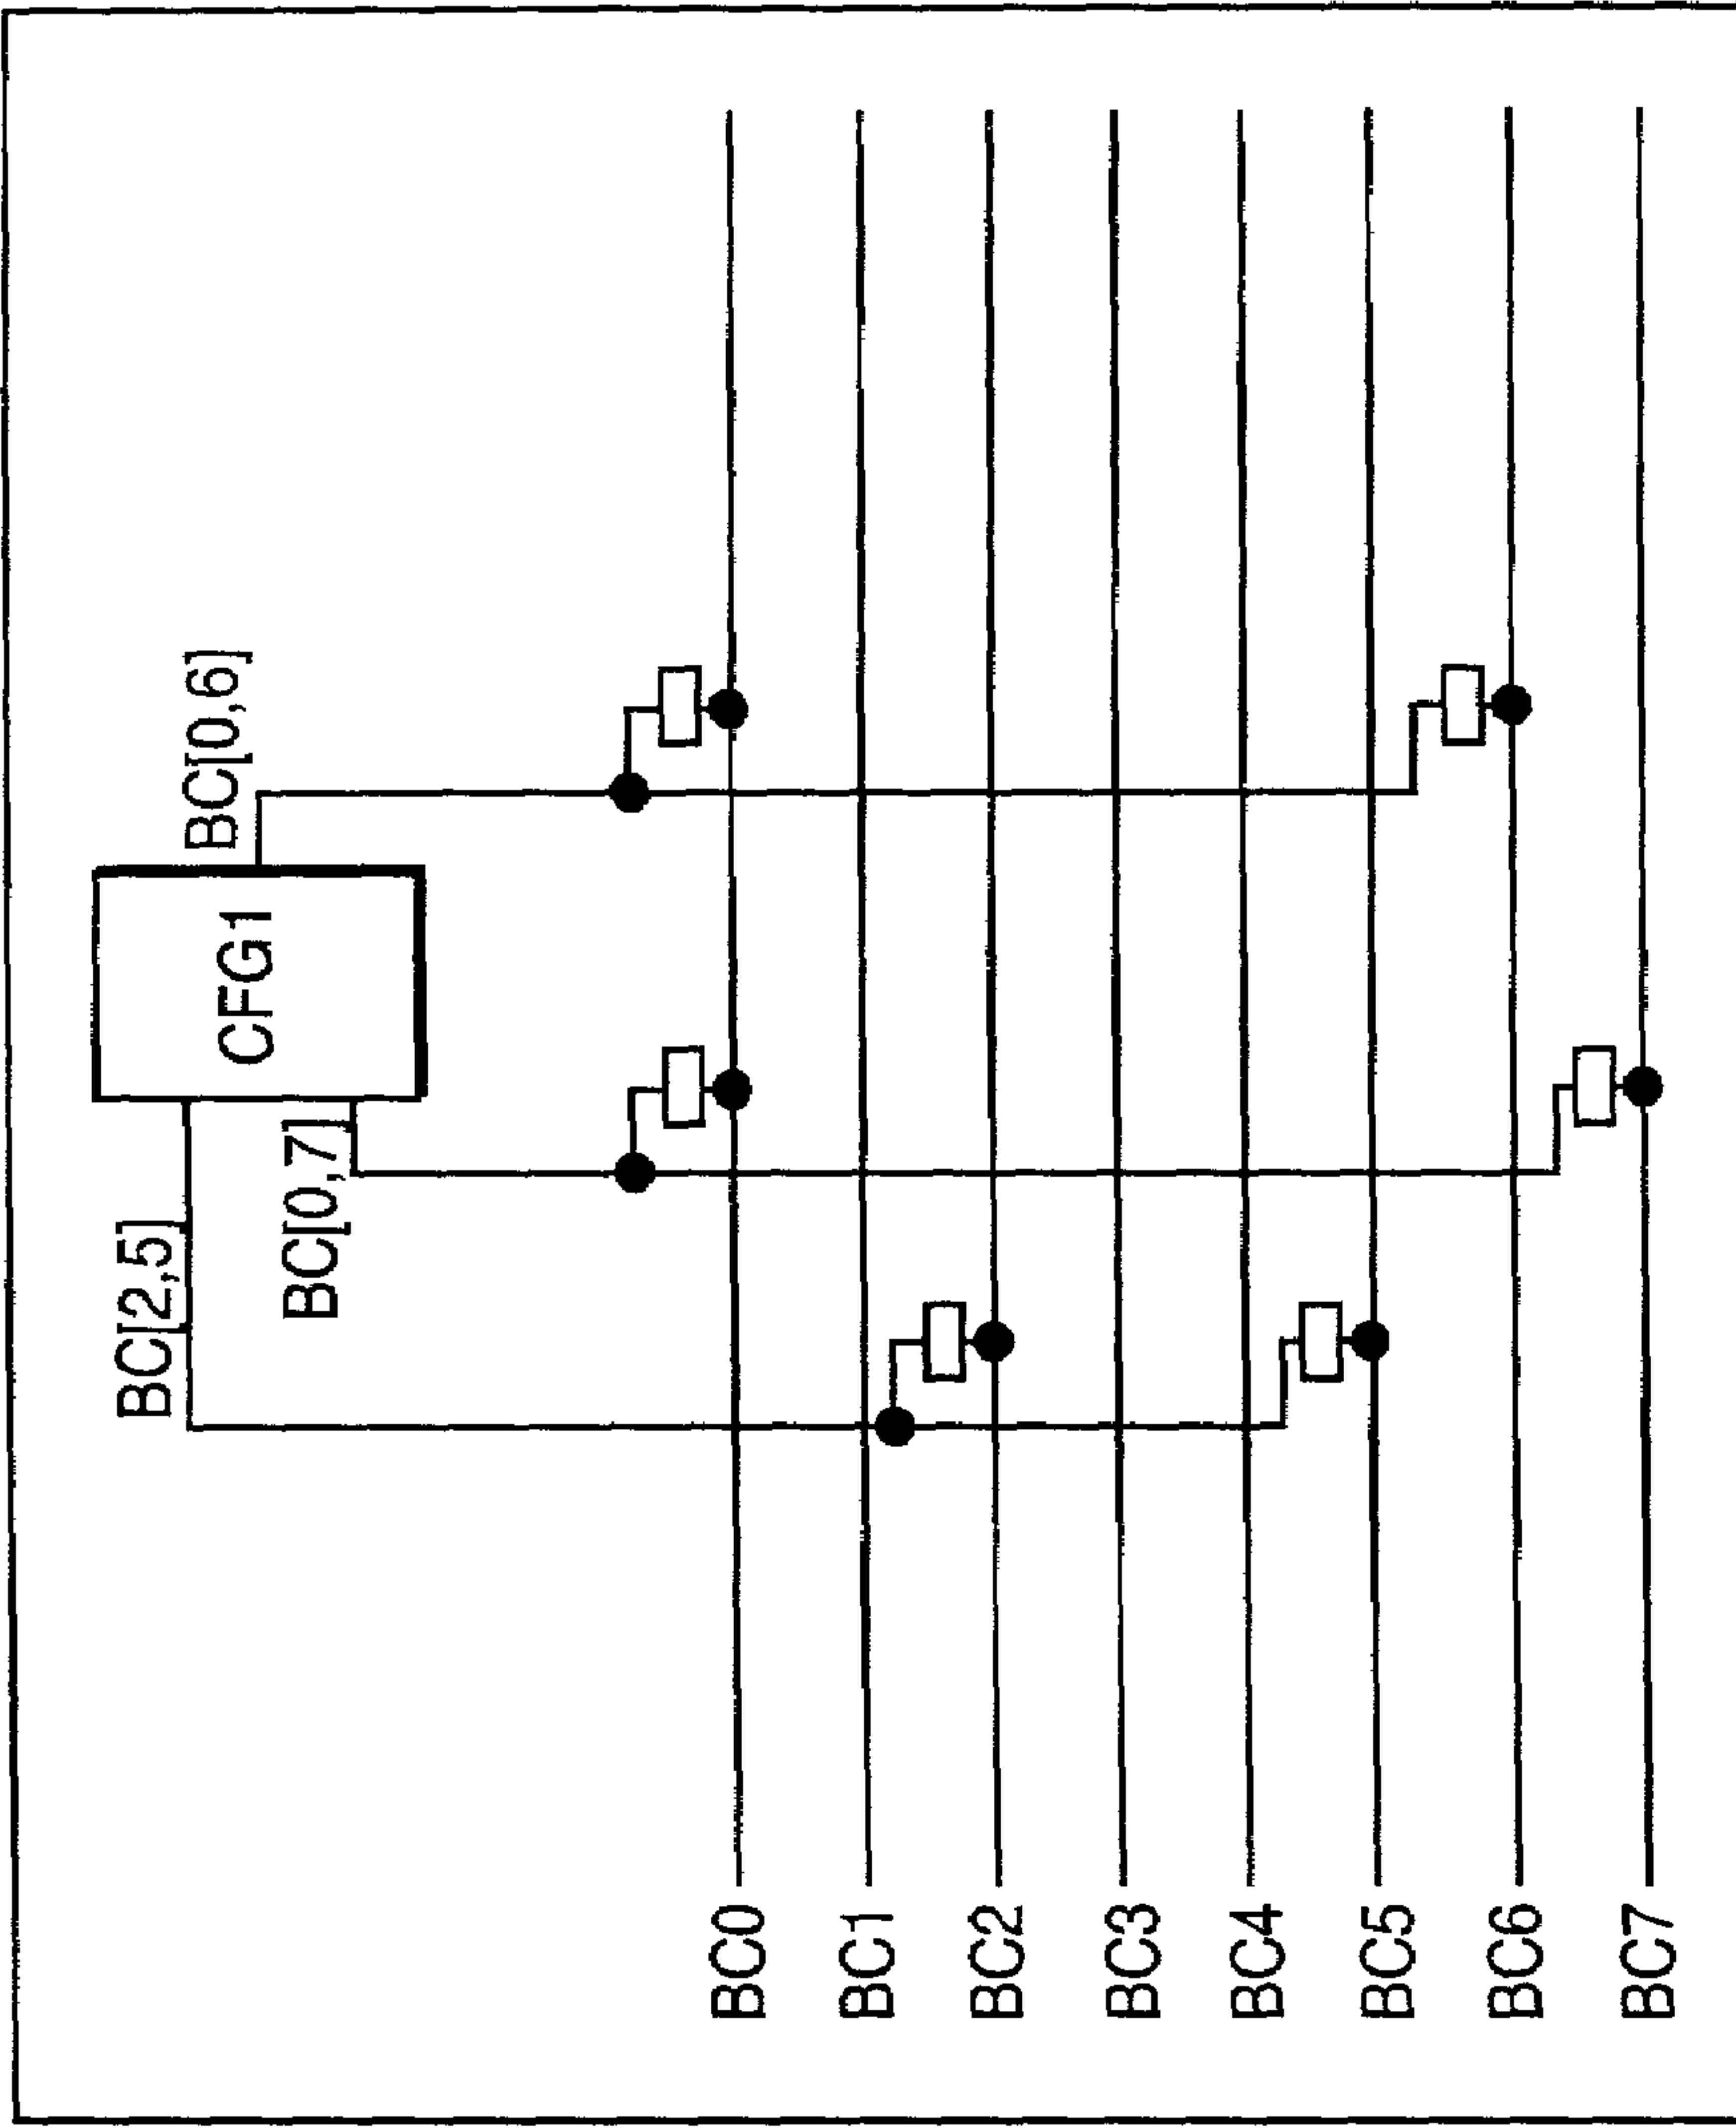 CFG1
BC[2,5]
BC[0,7]
BC[0,6]
BC0
BC1
BC2
BC3
BC4
BC5
BC6
BC7